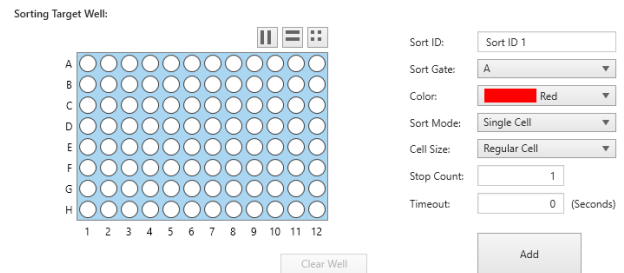 Sorting Target Well:
A
B
C
D
E
F
G
H
1 2 3 4 5 6 7 8 9 10 11 12
Clear Well
Sort ID: Sort ID 1
Sort Gate: A
Color: Red
Sort Mode: Single Cell
Cell Size: Regular Cell
Stop Count: 1
Timeout: 0 (Seconds)
Add